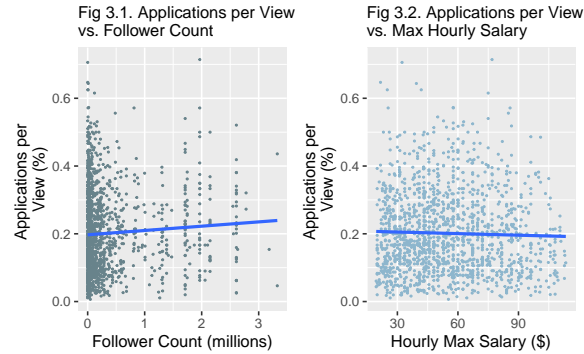 Fig 3.1. Applications per View
vs. Follower Count
Applications per
View (%)
0.6
0.4
0.2
0.0
0
1
2
3
Follower Count (millions)
Fig 3.2. Applications per View
vs. Max Hourly Salary
Applications per
View (%)
0.6
0.4
0.2
0.0
30
60
90
Hourly Max Salary ($)